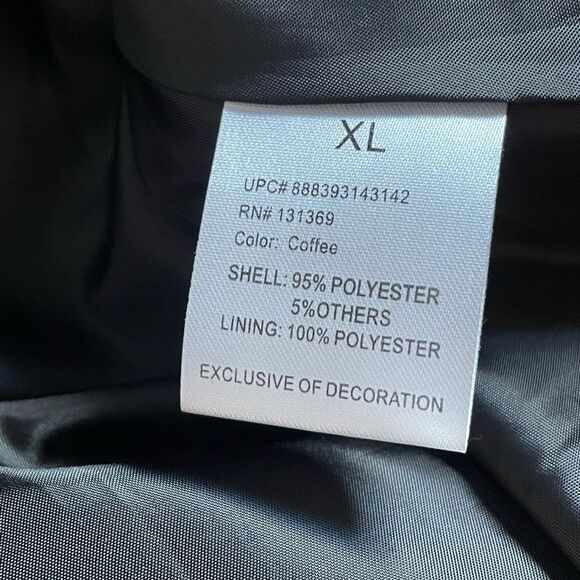 XL
UPC# 888393143142
RN# 131369
Color: Coffee
SHELL: 95% POLYESTER
5%OTHERS
LINING: 100% POLYESTER
EXCLUSIVE OF DECORATION